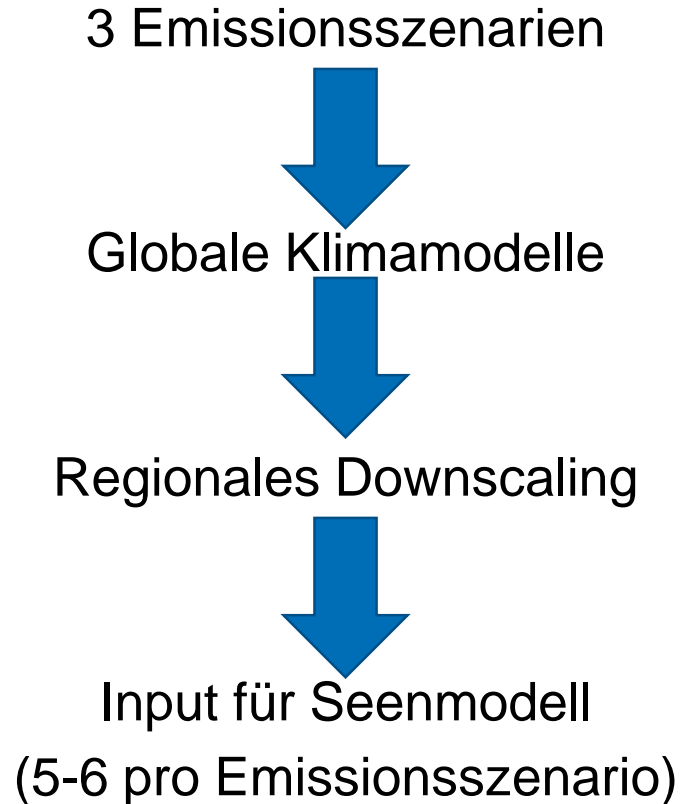 3 Emissionsszenarien
Globale Klimamodelle
Regionales Downscaling
Input für Seenmodell
(5-6 pro Emissionsszenario)